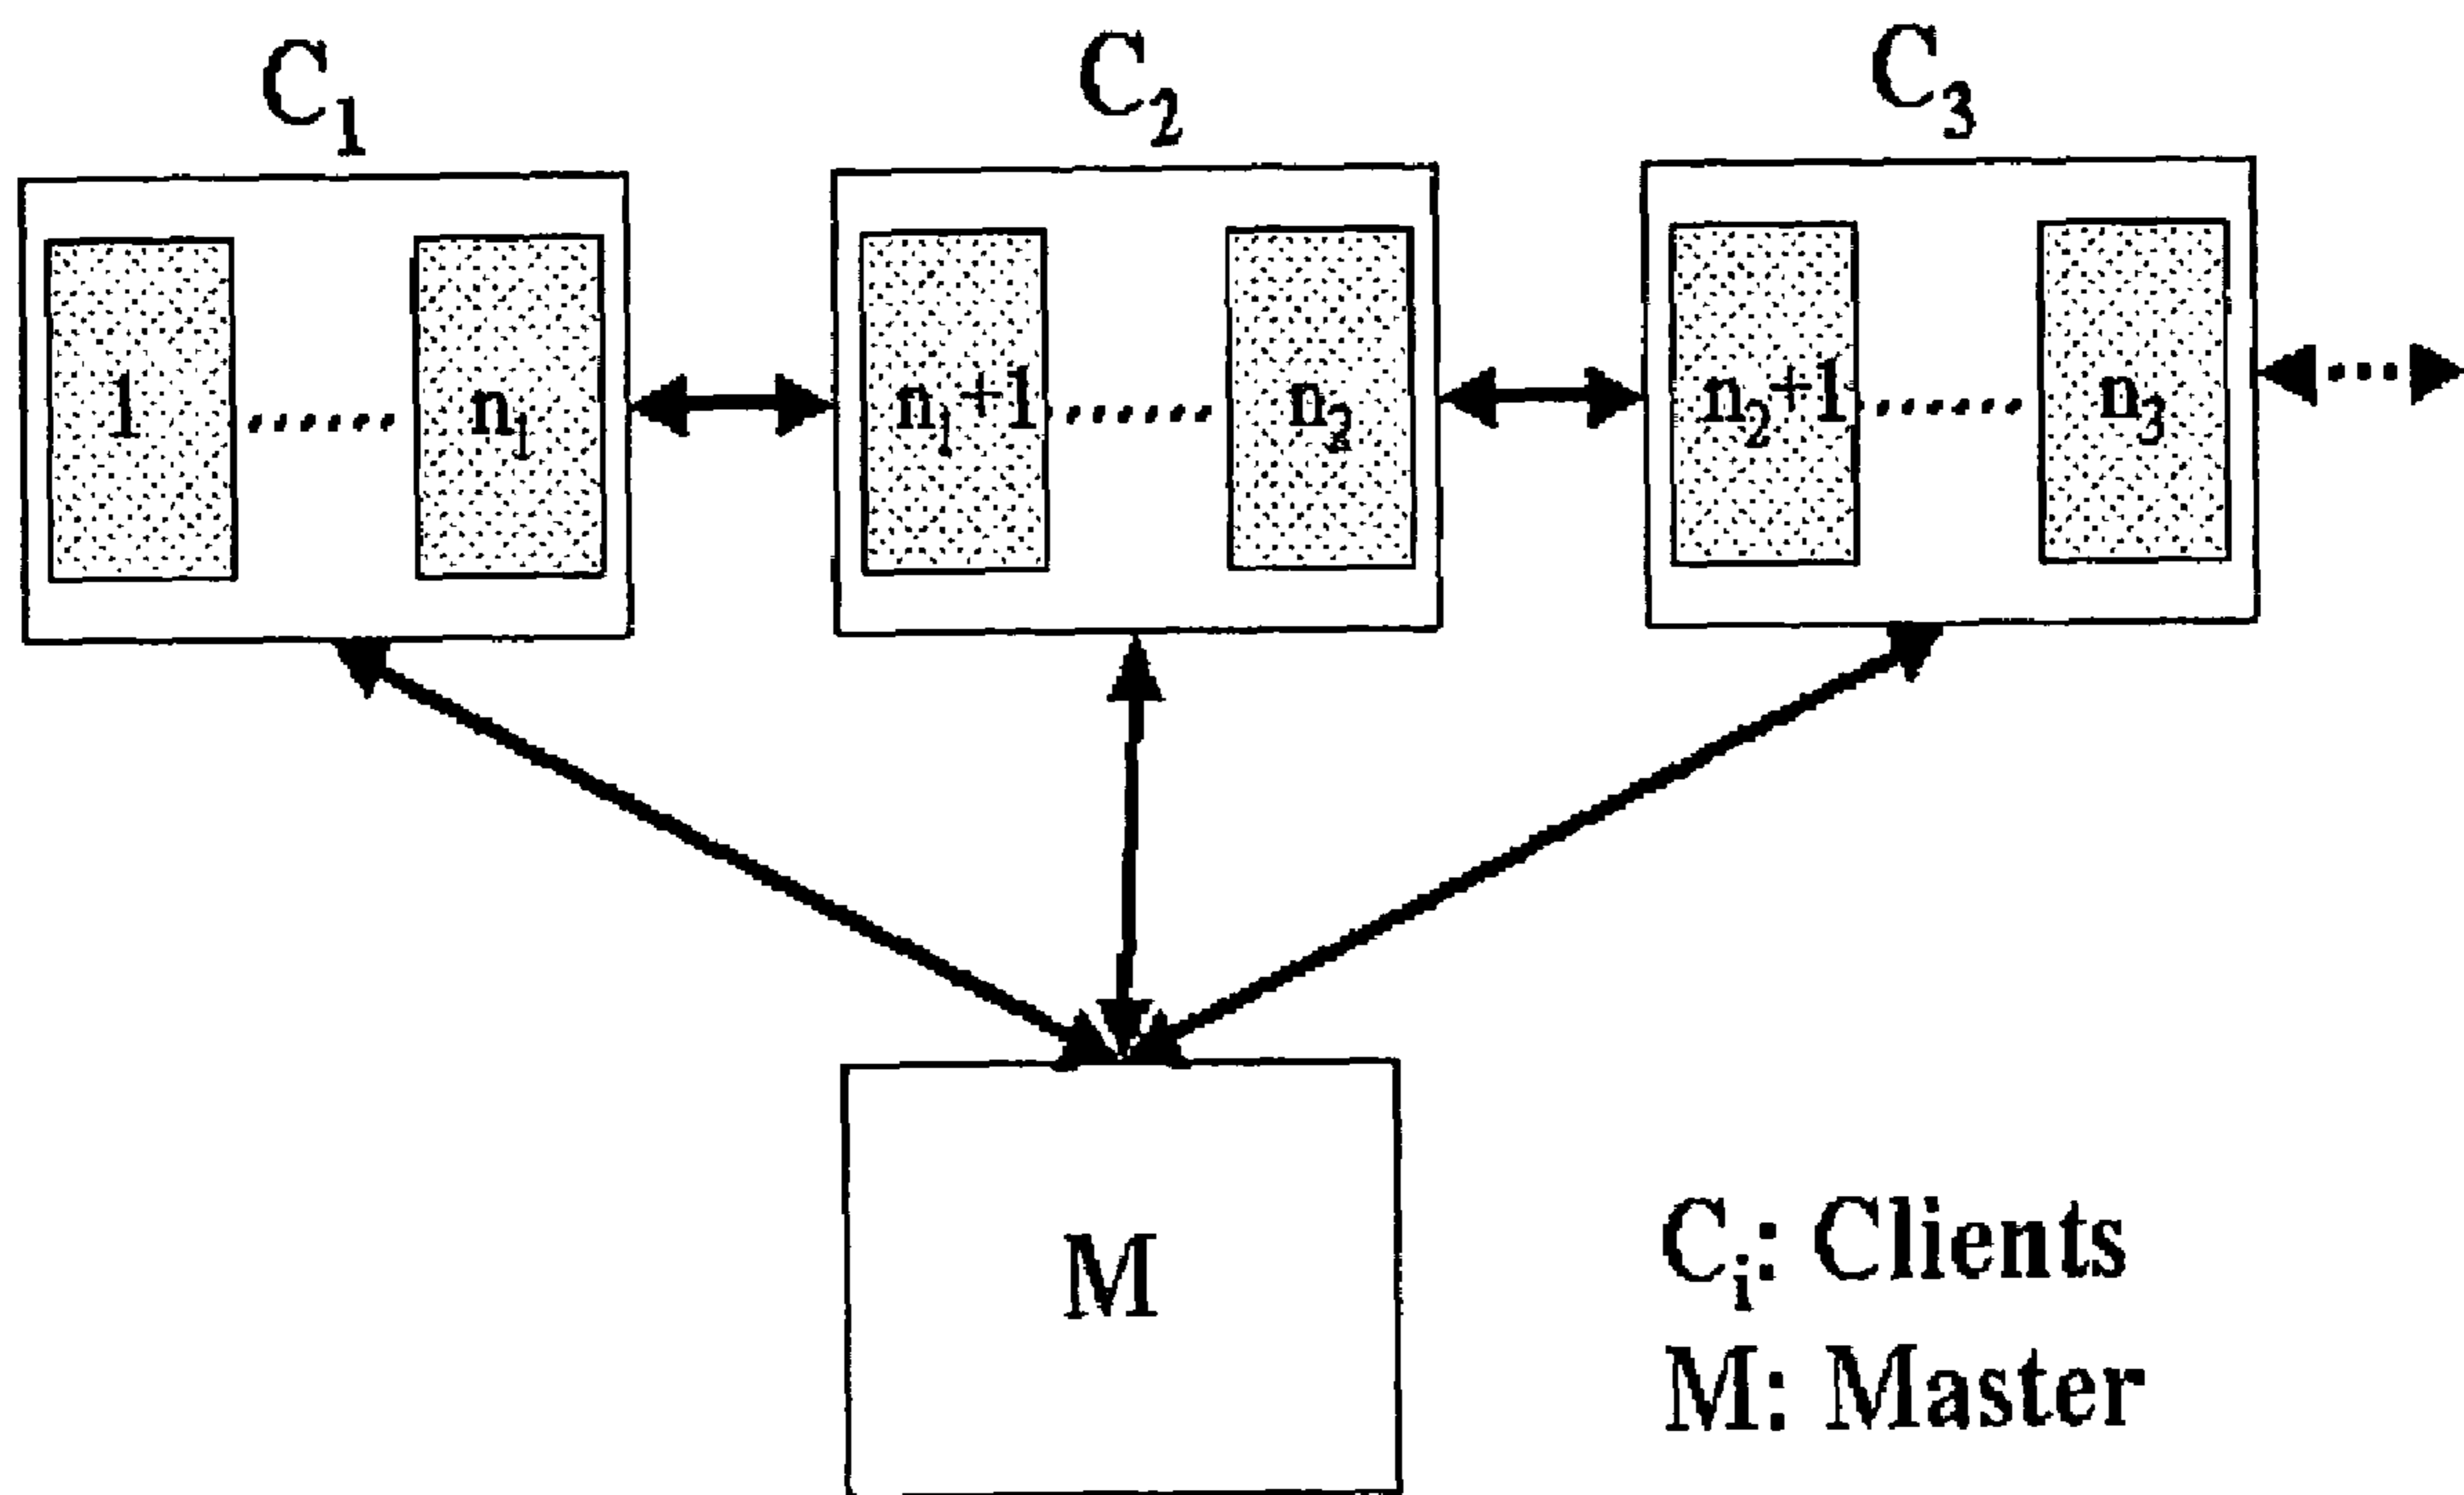 C₁ C₂ C₃
1 ....... n₁ n₁+1 ....... n₂ n₂+1 ....... n₃
M
Cᵢ: Clients
M: Master